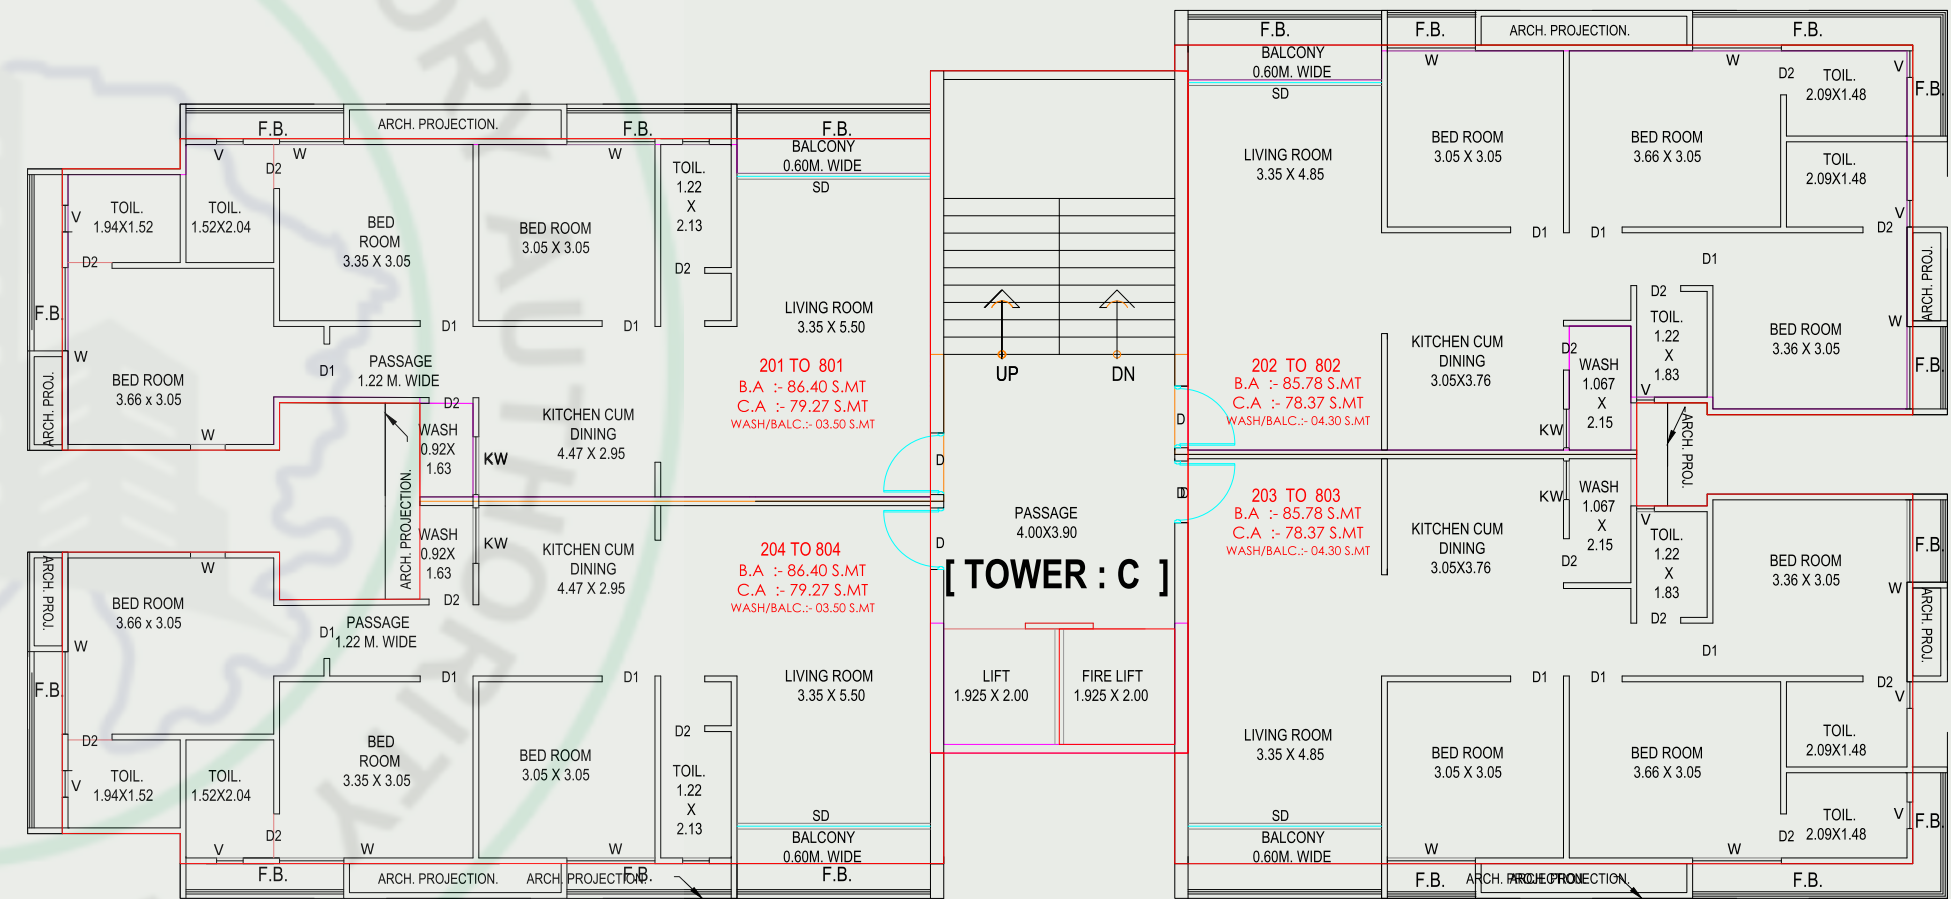 F.B.
ARCH. PROJECTION.
F.B.
F.B.
BALCONY
0.60M. WIDE
SD
V
D2
W
W
TOIL.
1.22
X
2.13
D2
TOIL.
1.94X1.52
TOIL.
1.52X2.04
V
D2
BED
ROOM
3.35 X 3.05
BED ROOM
3.05 X 3.05
LIVING ROOM
3.35 X 5.50
F.B.
W
D1
D1
D1
PASSAGE
1.22 M. WIDE
BED ROOM
3.66 x 3.05
ARCH. PROJ.
W
D2
WASH
0.92X
1.63
KW
KITCHEN CUM
DINING
4.47 X 2.95
201 TO 801
B.A :- 86.40 S.MT
C.A :- 79.27 S.MT
WASH/BALC.:- 03.50 S.MT
D
ARCH. PROJECTION.
WASH
0.92X
1.63
KW
D2
KITCHEN CUM
DINING
4.47 X 2.95
204 TO 804
B.A :- 86.40 S.MT
C.A :- 79.27 S.MT
WASH/BALC.:- 03.50 S.MT
D
ARCH. PROJ.
W
BED ROOM
3.66 x 3.05
W
D1
PASSAGE
1.22 M. WIDE
D1
D1
F.B.
D2
V
TOIL.
1.94X1.52
TOIL.
1.52X2.04
BED
ROOM
3.35 X 3.05
BED ROOM
3.05 X 3.05
D2
TOIL.
1.22
X
2.13
LIVING ROOM
3.35 X 5.50
SD
BALCONY
0.60M. WIDE
V
D2
W
W
F.B.
ARCH. PROJECTION.
ARCH. PROJECTION.
F.B.
F.B.
UP
DN
PASSAGE
4.00X3.90
[ TOWER : C ]
LIFT
1.925 X 2.00
FIRE LIFT
1.925 X 2.00
F.B.
BALCONY
0.60M. WIDE
SD
F.B.
ARCH. PROJECTION.
F.B.
W
W
D2
TOIL.
2.09X1.48
V
F.B.
LIVING ROOM
3.35 X 4.85
BED ROOM
3.05 X 3.05
BED ROOM
3.66 X 3.05
TOIL.
2.09X1.48
V
D2
D1
D1
D1
ARCH. PROJ.
D2
TOIL.
1.22
X
1.83
V
BED ROOM
3.36 X 3.05
W
F.B.
KITCHEN CUM
DINING
3.05X3.76
D2
WASH
1.067
X
2.15
KW
202 TO 802
B.A :- 85.78 S.MT
C.A :- 78.37 S.MT
WASH/BALC.:- 04.30 S.MT
D
ARCH. PROJ.
203 TO 803
B.A :- 85.78 S.MT
C.A :- 78.37 S.MT
WASH/BALC.:- 04.30 S.MT
D
D
KITCHEN CUM
DINING
3.05X3.76
KW
WASH
1.067
X
2.15
D2
V
TOIL.
1.22
X
1.83
D2
BED ROOM
3.36 X 3.05
F.B.
W
ARCH. PROJ.
D1
D1
D1
D2
V
LIVING ROOM
3.35 X 4.85
BED ROOM
3.05 X 3.05
BED ROOM
3.66 X 3.05
TOIL.
2.09X1.48
TOIL.
2.09X1.48
V
F.B.
D2
SD
BALCONY
0.60M. WIDE
W
W
F.B.
ARCH. PROJECTION.
ARCH. PROJECTION.
F.B.
ORY AUTHORITY